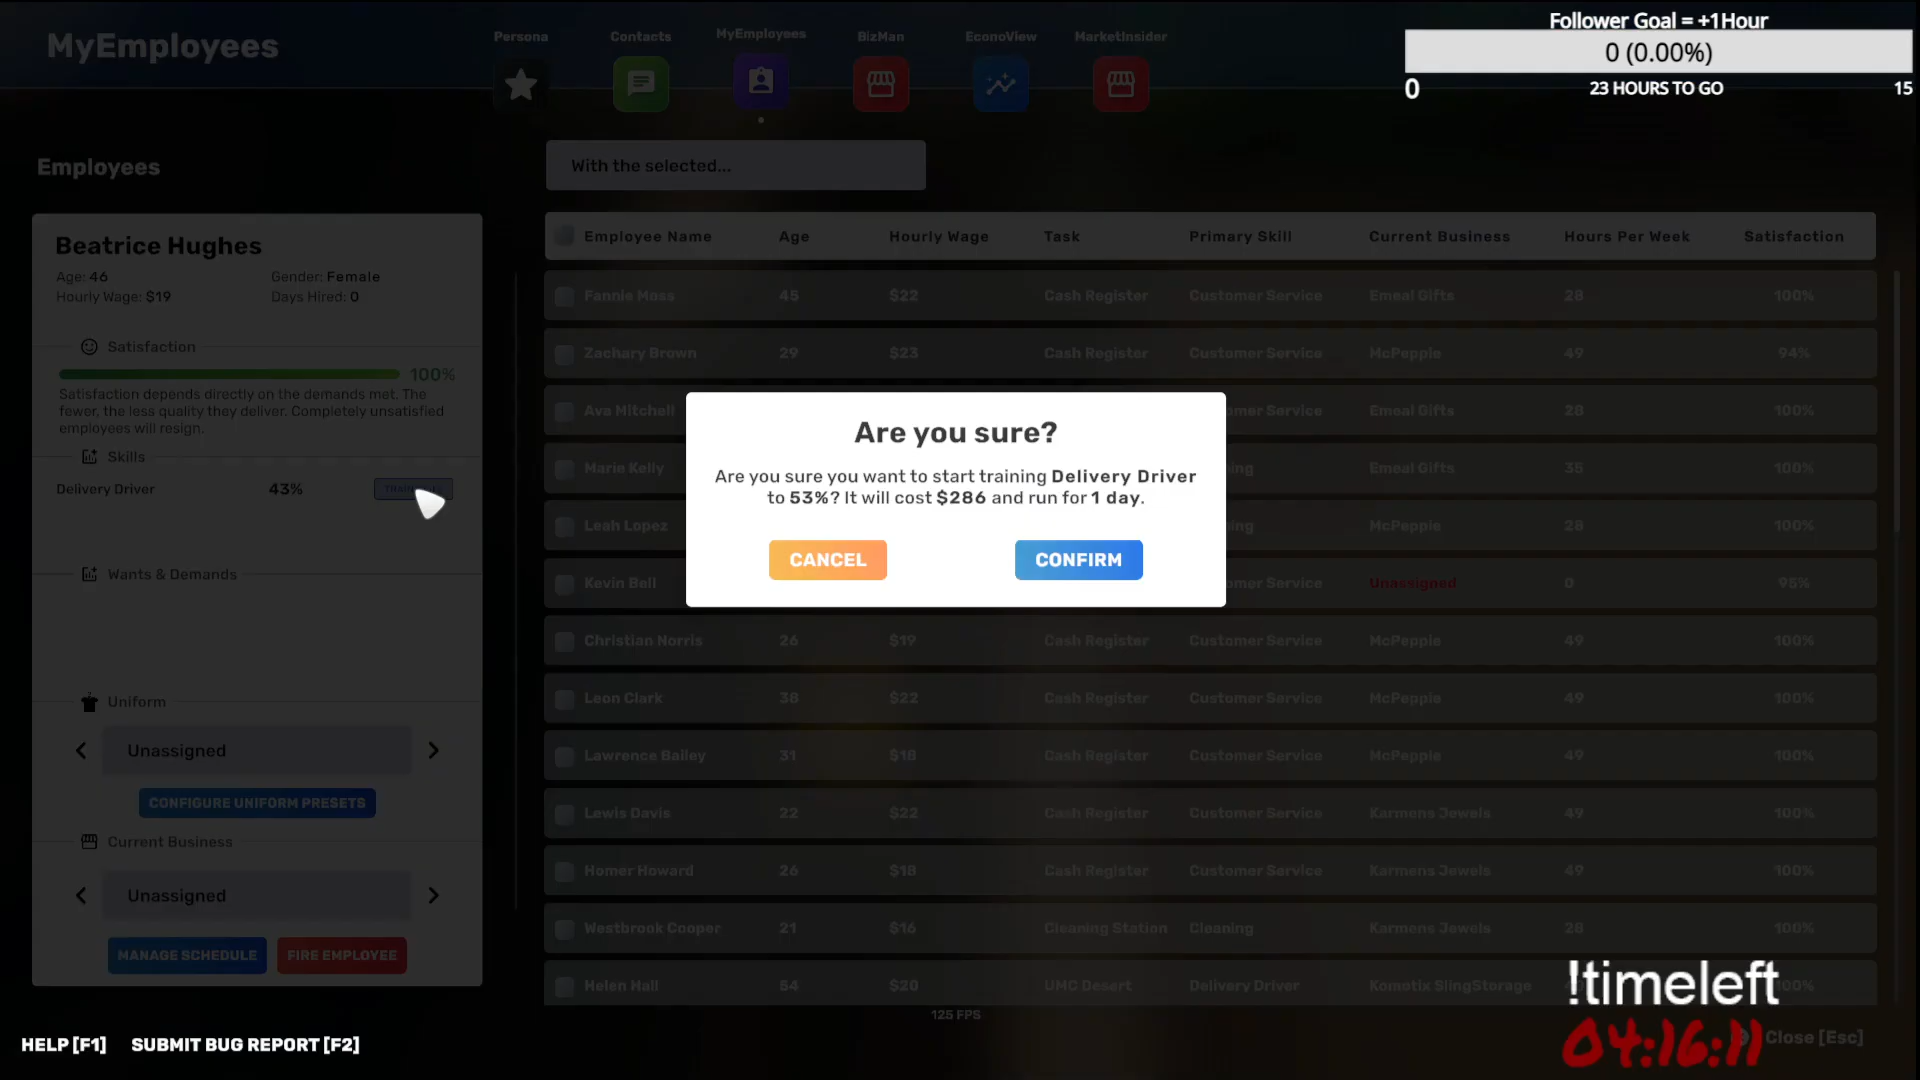 MyEmployees
Persona
Contacts
MyEmployees
BizMan
EconoView
MarketInsider
Follower Goal = +1Hour
0 (0.00%)
0
23 HOURS TO GO
15
Employees
With the selected...
Beatrice Hughes
Age: 46
Gender: Female
Hourly Wage: $19
Days Hired: 0
Satisfaction
100%
Satisfaction depends directly on the demands met. The
fewer, the less quality they deliver. Completely unsatisfied
employees will resign.
Skills
Delivery Driver 43%
Wants & Demands
Uniform
Unassigned
CONFIGURE UNIFORM PRESETS
Current Business
Unassigned
MANAGE SCHEDULE
FIRE EMPLOYEE
Employee Name Age Hourly Wage Task Primary Skill Current Business Hours Per Week Satisfaction
Fannie Moss 45 $22 Cash Register Customer Service Emeal Gifts 28 100%
Zachary Brown 29 $23 Cash Register Customer Service McPeppie 49 94%
Ava Mitchell Service Emeal Gifts 28 100%
Marie Kelly Emeal Gifts 35 100%
Leah Lopez McPeppie 28 100%
Kevin Bell Service Unassigned 0 95%
Christian Norris 26 $19 Cash Register Customer Service McPeppie 49 100%
Leon Clark 38 $22 Cash Register Customer Service McPeppie 49 100%
Lawrence Bailey 31 $18 Cash Register Customer Service McPeppie 49 100%
Lewis Davis 22 $22 Cash Register Customer Service Karmens Jewels 49 100%
Homer Howard 26 $18 Cash Register Customer Service Karmens Jewels 49 100%
Westbrook Cooper 21 $16 Cleaning Station Cleaning Karmens Jewels 28 100%
Helen Hall 54 $20 UMC Desert Delivery Driver Komotix SlingStorage 100%
Are you sure?
Are you sure you want to start training Delivery Driver
to 53%? It will cost $286 and run for 1 day.
CANCEL
CONFIRM
125 FPS
!timeleft
04:16:11
HELP [F1]
SUBMIT BUG REPORT [F2]
Close [Esc]